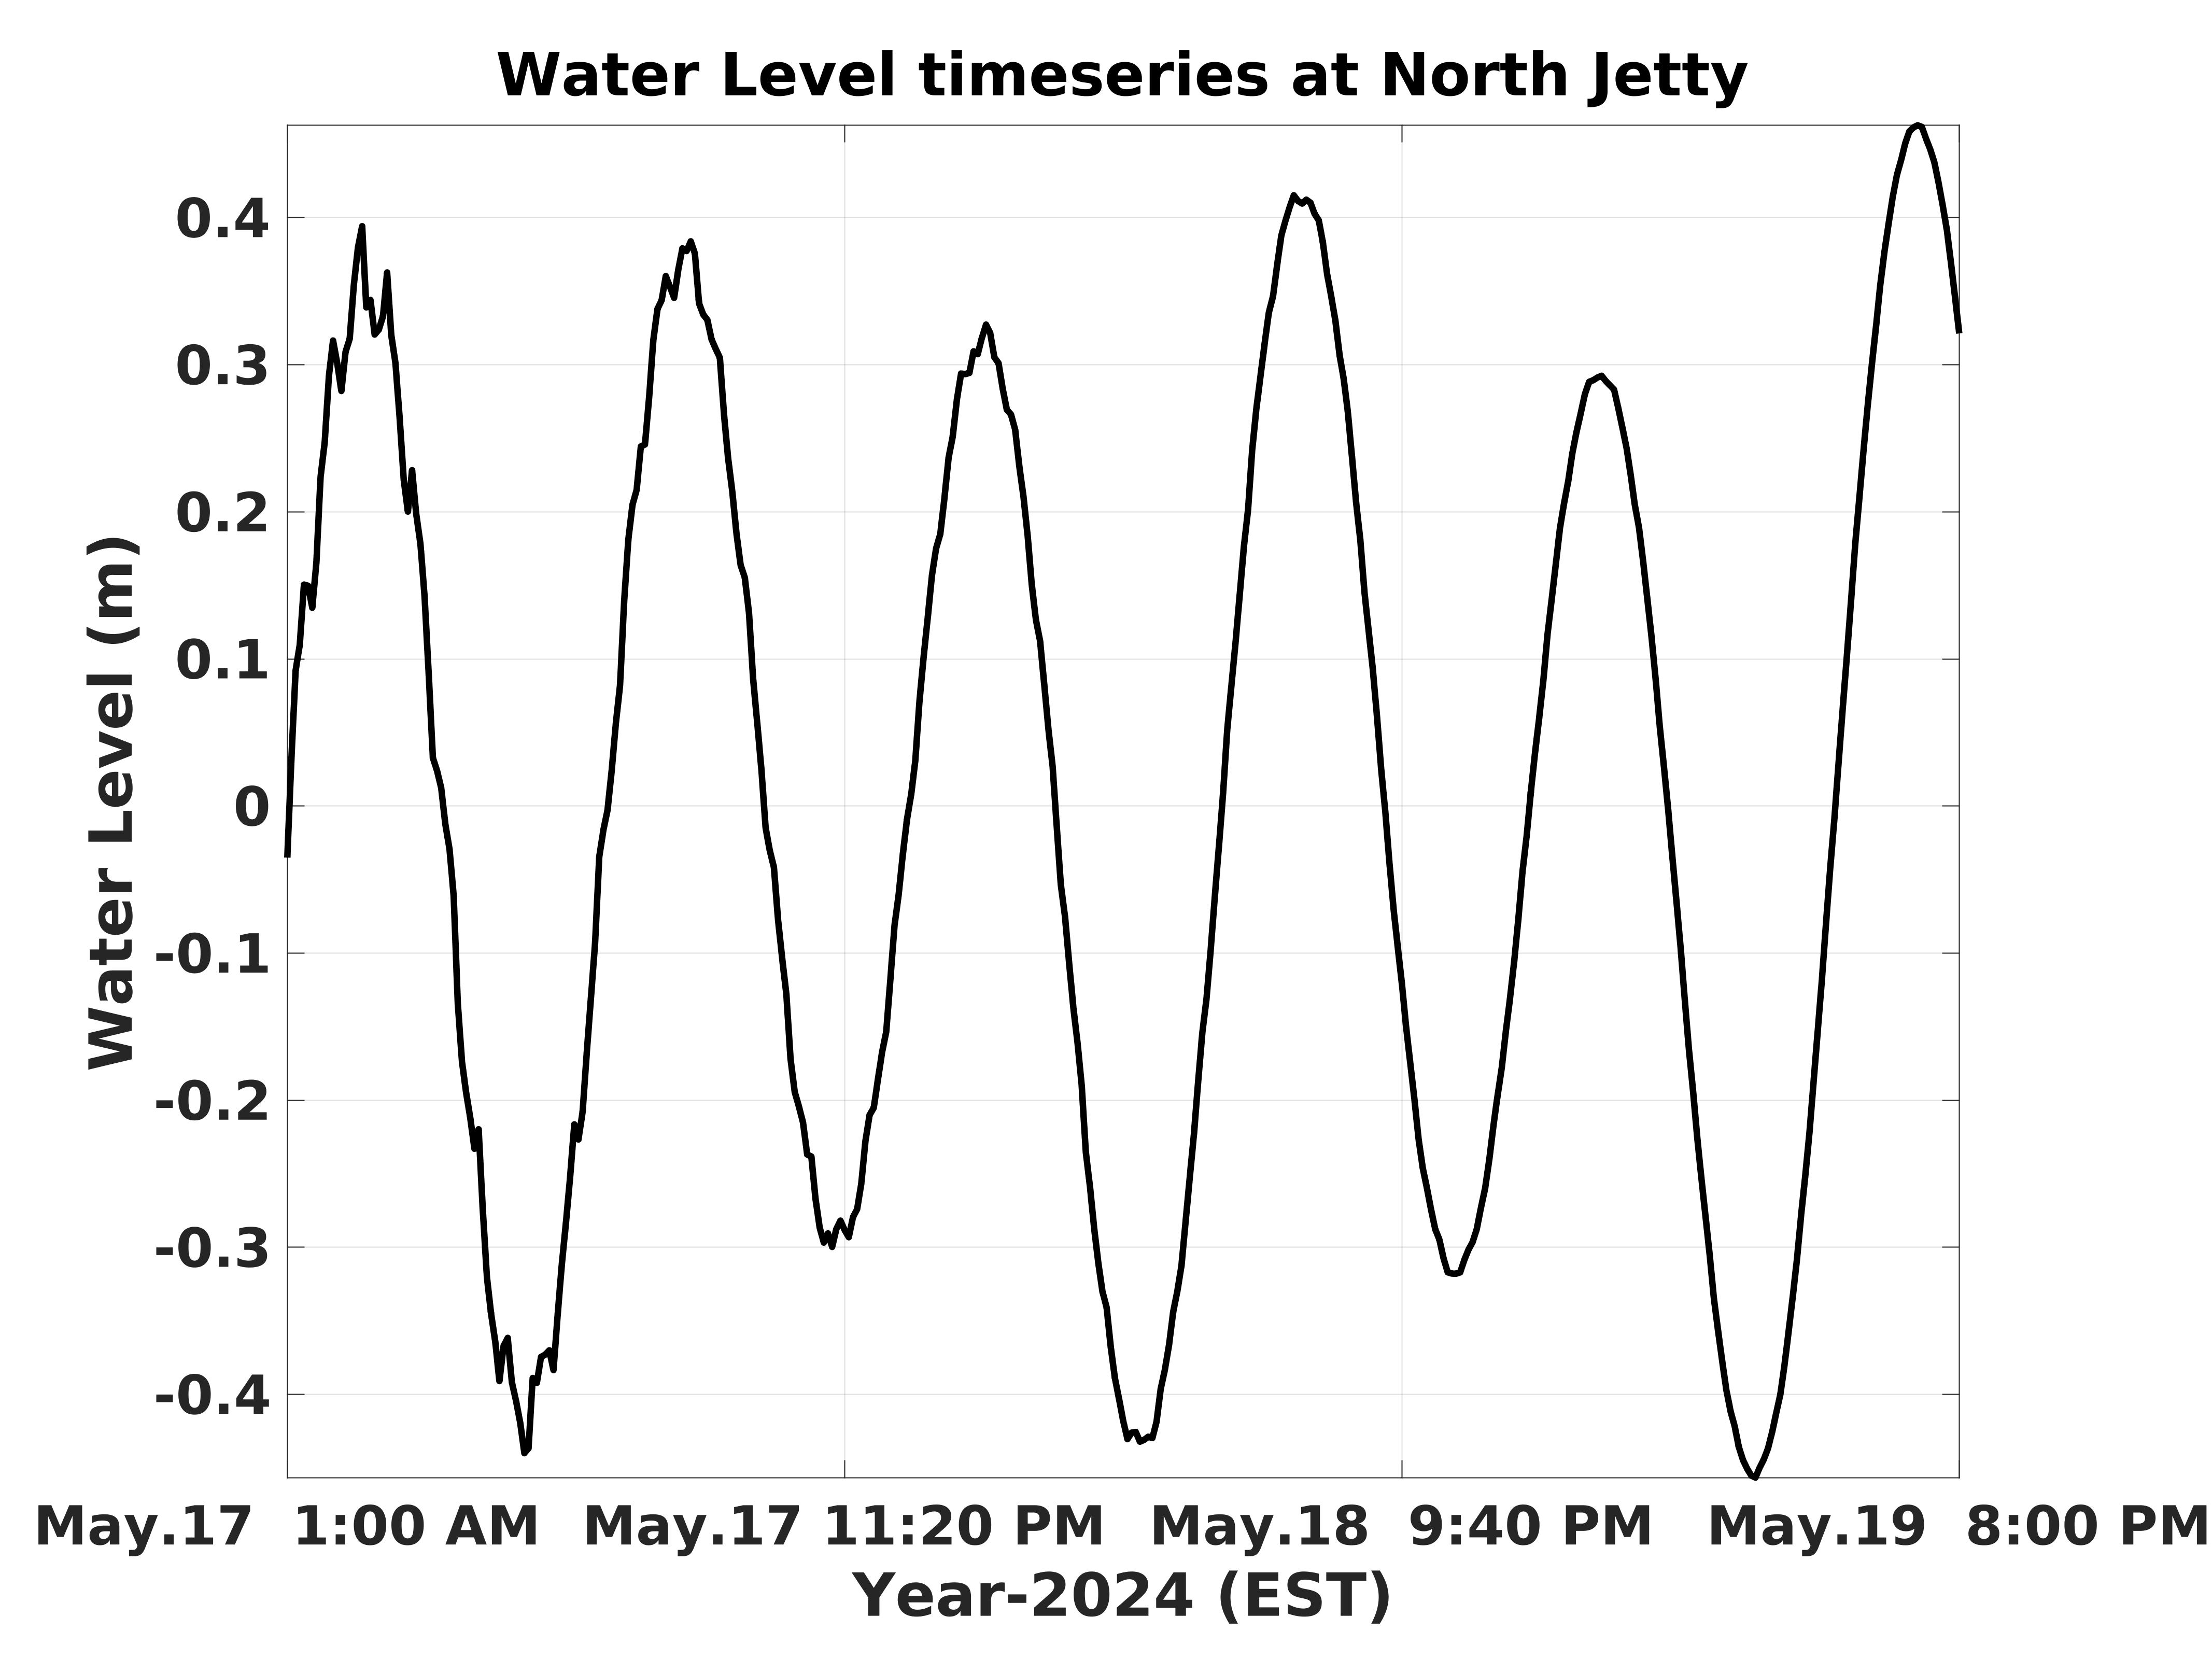 Water Level timeseries at North Jetty
Water Level (m)
0.4
0.3
0.2
0.1
0
-0.1
-0.2
-0.3
-0.4
May.17 1:00 AM May.17 11:20 PM May.18 9:40 PM May.19 8:00 PM
Year-2024 (EST)